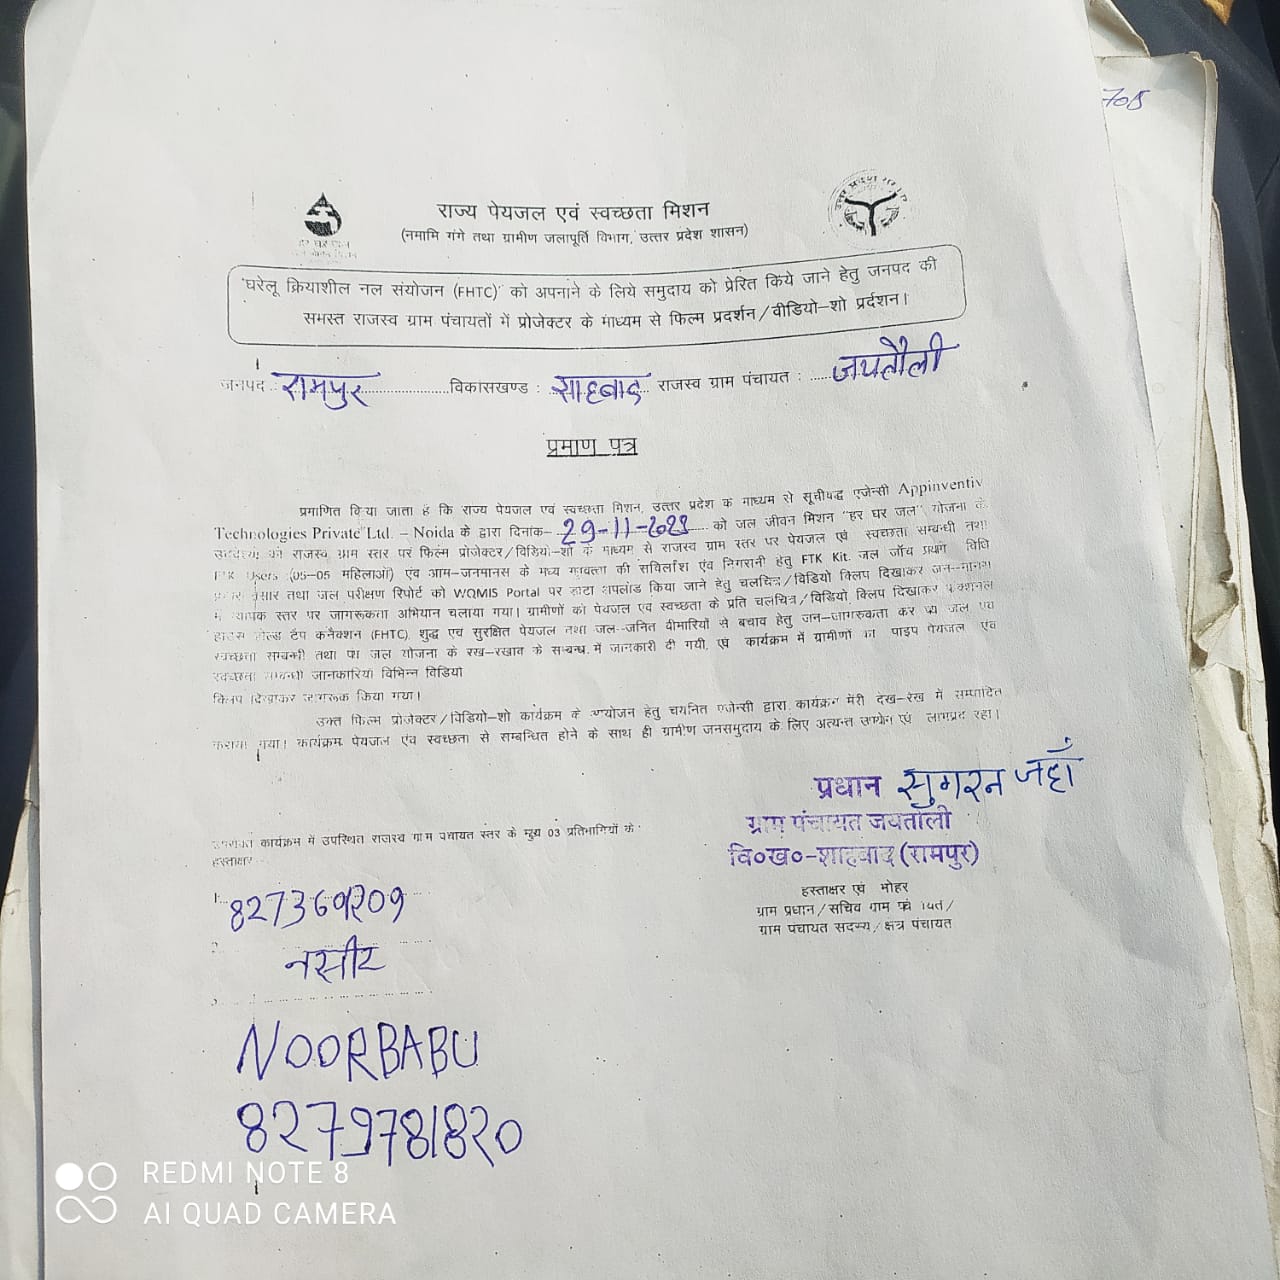 708
राज्य पेयजल एवं स्वच्छता मिशन
(नमामि गंगे तथा ग्रामीण जलापूर्ति विभाग, उत्तर प्रदेश शासन)
'घरेलू क्रियाशील नल संयोजन (FHTC)' को अपनाने के लिये समुदाय को प्रेरित किये जाने हेतु जनपद की
समस्त राजस्व ग्राम पंचायतों में प्रोजेक्टर के माध्यम से फिल्म प्रदर्शन/वीडियो-शो प्रर्दशन।
जनपद : रामपुर विकासखण्ड : साहबाद राजस्व ग्राम पंचायत : जयतौली
प्रमाण पत्र
प्रमाणित किया जाता है कि राज्य पेयजल एवं स्वच्छता मिशन, उत्तर प्रदेश के माध्यम से सूचीबद्ध एजेन्सी Appinventiv
Technologies Private Ltd. – Noida के द्वारा दिनांक- 29-11-2023 को जल जीवन मिशन "हर घर जल" योजना के
की राजस्व ग्राम स्तर पर फिल्म प्रोजेक्टर/विडियो-शो के माध्यम से राजस्व ग्राम स्तर पर पेयजल एवं स्वच्छता सम्बन्धी तथा
FTK Users (05-05 महिलाओं) एंव आम-जनमानस के मध्य गुणवत्ता की सर्विलांश एंव निगरानी हेतु FTK Kit. जल जाँच प्रयोग विधि
तथा जल परीक्षण रिपोर्ट को WQMIS Portal पर डाटा अपलोड किया जाने हेतु चलचित्र/विडियो क्लिप दिखाकर जन-मानस
में व्यापक स्तर पर जागरूकता अभियान चलाया गया। ग्रामीणों को पेयजल एवं स्वच्छता के प्रति चलचित्र/विडियो क्लिप दिखाकर
होल्ड टैप कनैक्शन (FHTC), शुद्ध एवं सुरक्षित पेयजल तथा जल-जनित बीमारियों से बचाव हेतु जन-जागरुकता कर पेय जल एवं
स्वच्छता सम्बन्धी तथा पेय जल योजना के रख-रखाव के सम्बन्ध में जानकारी दी गयी, एवं कार्यक्रम में ग्रामीणों को पाइप पेयजल एवं
स्वच्छता सम्बन्धी जानकारियां विभिन्न विडियो
क्लिप दिखाकर जागरूक किया गया।
उक्त फिल्म प्रोजेक्टर/विडियो-शो कार्यक्रम के आयोजन हेतु चयनित एजेन्सी द्वारा कार्यक्रम मेरी देख-रेख में सम्पादित
कराया गया। कार्यक्रम पेयजल एंव स्वच्छता से सम्बन्धित होने के साथ ही ग्रामीण जनसमुदाय के लिए अत्यन्त उपयोग एवं लाभप्रद रहा।
प्रधान सुगरन जहाँ
ग्राम पंचायत जयतौली
वि०ख०-शाहबाद (रामपुर)
हस्ताक्षर एवं मोहर
ग्राम प्रधान/सचिव ग्राम पंचायत/
ग्राम पंचायत सदस्य/क्षेत्र पंचायत
उपरोक्त कार्यक्रम में उपस्थित राजस्व ग्राम पंचायत स्तर के मुख्य 03 प्रतिभागियों के
हस्ताक्षर
1.
2.
नसीर
3.
NOORBABU
8279781820
REDMI NOTE 8
AI QUAD CAMERA